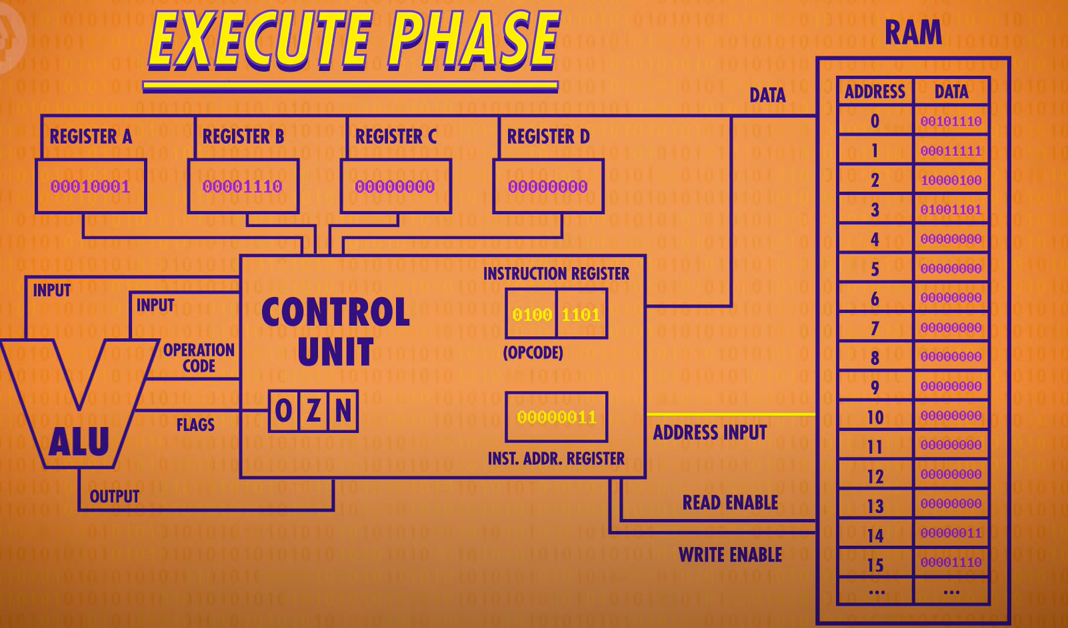 EXECUTE PHASE
RAM
DATA
ADDRESS DATA
0 00101110
1 00011111
2 10000100
3 01001101
4 00000000
5 00000000
6 00000000
7 00000000
8 00000000
9 00000000
10 00000000
11 00000000
12 00000000
13 00000000
14 00000011
15 00001110
... ...
REGISTER A
00010001
REGISTER B
00001110
REGISTER C
00000000
REGISTER D
00000000
INPUT
INPUT
OPERATION
CODE
FLAGS
ALU
OUTPUT
CONTROL
UNIT
O Z N
INSTRUCTION REGISTER
0100 1101
(OPCODE)
00000011
INST. ADDR. REGISTER
ADDRESS INPUT
READ ENABLE
WRITE ENABLE